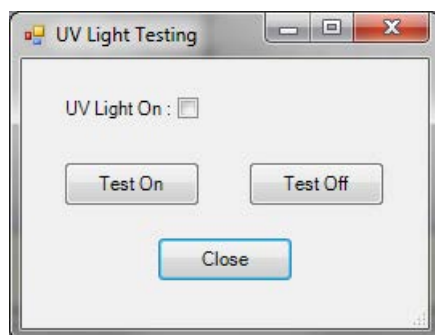 UV Light Testing
UV Light On :
Test On
Test Off
Close